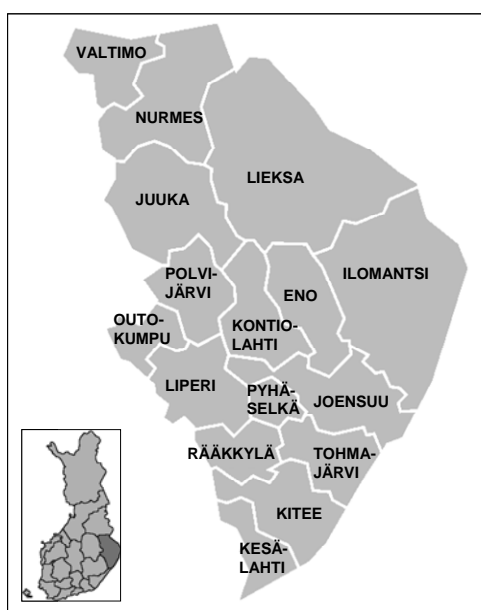 VALTIMO
NURMES
LIEKSA
JUUKA
ILOMANTSI
POLVI-
JÄRVI
ENO
OUTO-
KUMPU
KONTIO-
LAHTI
LIPERI
PYHÄ-
SELKÄ
JOENSUU
RÄÄKKYLÄ
TOHMA-
JÄRVI
KITEE
KESÄ-
LAHTI